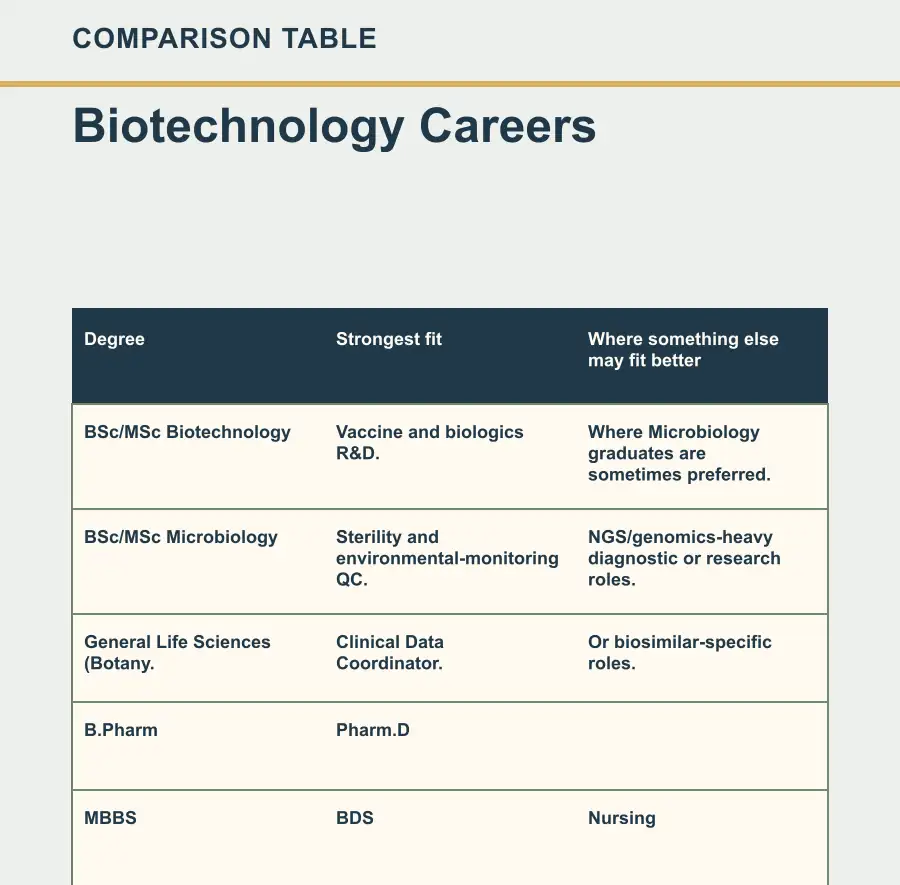 COMPARISON TABLE
Biotechnology Careers
Degree
Strongest fit
Where something else
may fit better
BSc/MSc Biotechnology
Vaccine and biologics
R&D.
Where Microbiology
graduates are
sometimes preferred.
BSc/MSc Microbiology
Sterility and
environmental-monitoring
QC.
NGS/genomics-heavy
diagnostic or research
roles.
General Life Sciences
(Botany.
Clinical Data
Coordinator.
Or biosimilar-specific
roles.
B.Pharm
Pharm.D
MBBS
BDS
Nursing